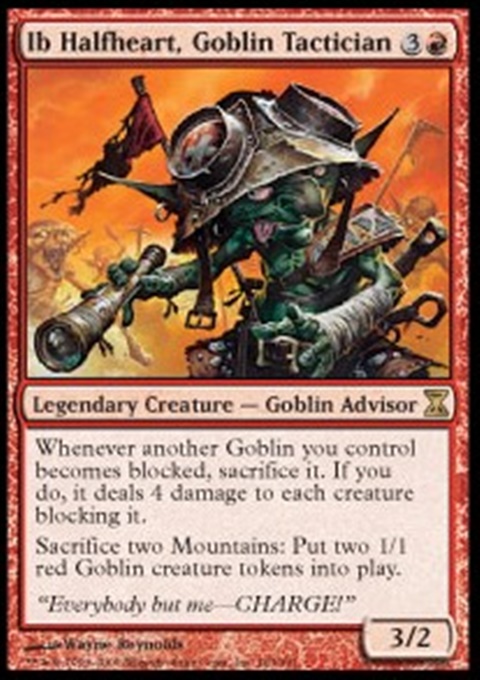 Ib Halfheart, Goblin Tactician 3
Legendary Creature — Goblin Advisor
Whenever another Goblin you control
becomes blocked, sacrifice it. If you
do, it deals 4 damage to each creature
blocking it.
Sacrifice two Mountains: Put two 1/1
red Goblin creature tokens into play.
“Everybody but me—CHARGE!”
Wayne Reynolds
3/2